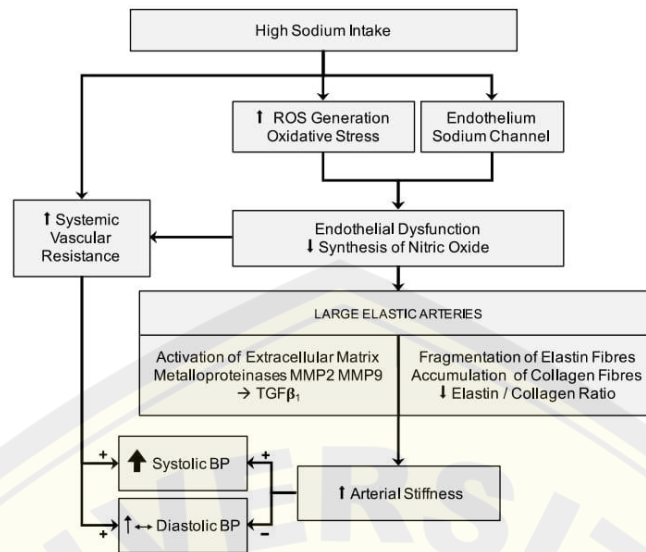 High Sodium Intake
↑ ROS Generation
Oxidative Stress
Endothelium
Sodium Channel
↑ Systemic
Vascular
Resistance
Endothelial Dysfunction
↓ Synthesis of Nitric Oxide
LARGE ELASTIC ARTERIES
Activation of Extracellular Matrix
Metalloproteinases MMP2 MMP9
→ TGFβ₁
Fragmentation of Elastin Fibres
Accumulation of Collagen Fibres
↓ Elastin / Collagen Ratio
+ ↑ Systolic BP +
↑ Arterial Stiffness
+ ↑↔ Diastolic BP −
VERSIT